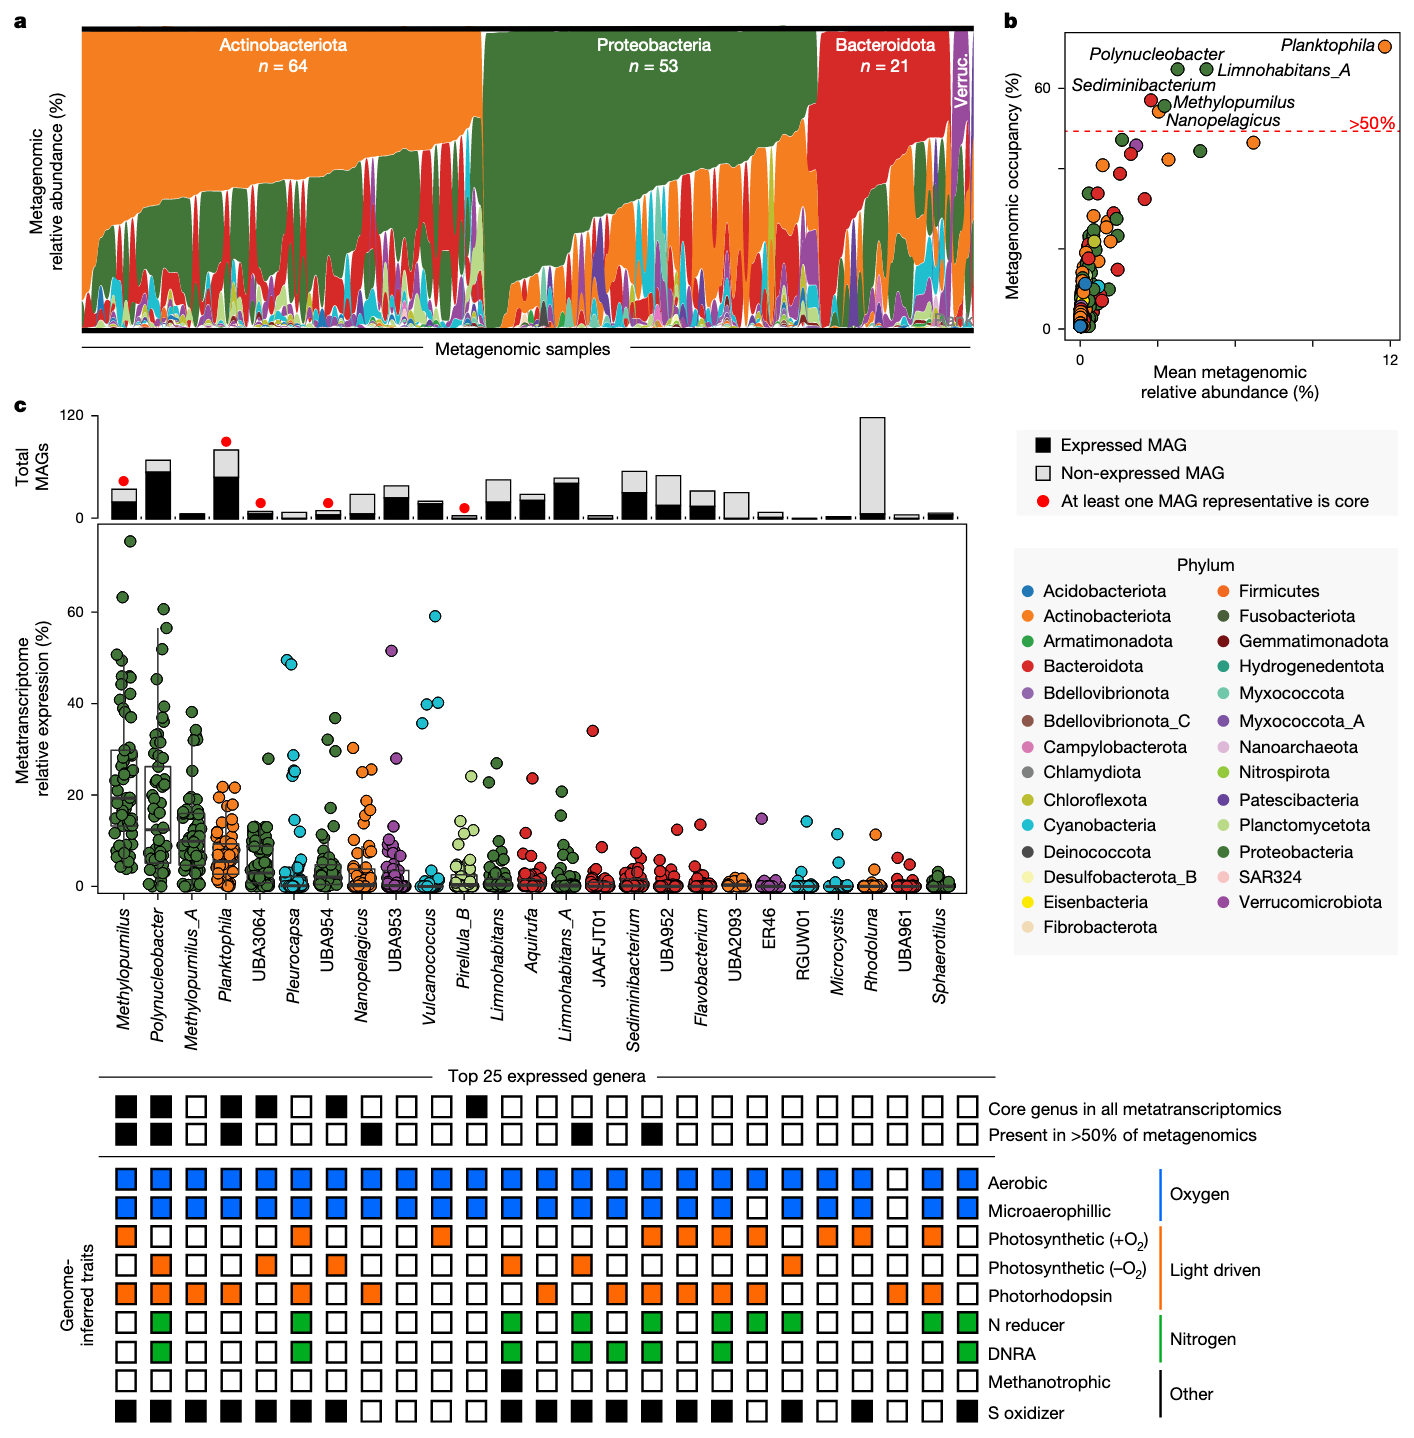 a
Actinobacteriota
n = 64
Proteobacteria
n = 53
Bacteroidota
n = 21
Verruc.
Metagenomic
relative abundance (%)
Metagenomic samples
b
Metagenomic occupancy (%)
60
0
Planktophila
Polynucleobacter
Limnohabitans_A
Sediminibacterium
Methylopumilus
Nanopelagicus
>50%
0
12
Mean metagenomic
relative abundance (%)
c
Total
MAGs
120
0
Expressed MAG
Non-expressed MAG
At least one MAG representative is core
Metatranscriptome
relative expression (%)
60
40
20
0
Methylopumilus
Polynucleobacter
Methylopumilus_A
Planktophila
UBA3064
Pleurocapsa
UBA954
Nanopelagicus
UBA953
Vulcanococcus
Pirellula_B
Limnohabitans
Aquirufa
Limnohabitans_A
JAAFJT01
Sediminibacterium
UBA952
Flavobacterium
UBA2093
ER46
RGUW01
Microcystis
Rhodoluna
UBA961
Sphaerotilus
Phylum
Acidobacteriota
Actinobacteriota
Armatimonadota
Bacteroidota
Bdellovibrionota
Bdellovibrionota_C
Campylobacterota
Chlamydiota
Chloroflexota
Cyanobacteria
Deinococcota
Desulfobacterota_B
Eisenbacteria
Fibrobacterota
Firmicutes
Fusobacteriota
Gemmatimonadota
Hydrogenedentota
Myxococcota
Myxococcota_A
Nanoarchaeota
Nitrospirota
Patescibacteria
Planctomycetota
Proteobacteria
SAR324
Verrucomicrobiota
Top 25 expressed genera
Core genus in all metatranscriptomics
Present in >50% of metagenomics
Genome-
inferred traits
Aerobic
Microaerophillic
Oxygen
Photosynthetic (+O₂)
Photosynthetic (–O₂)
Photorhodopsin
Light driven
N reducer
DNRA
Nitrogen
Methanotrophic
S oxidizer
Other